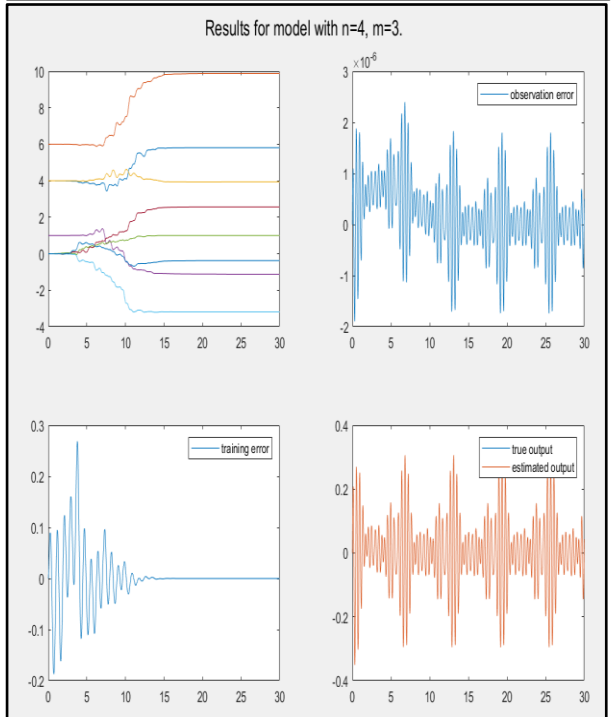 Results for model with n=4, m=3.
10
8
6
4
2
0
-2
-4
0 5 10 15 20 25 30
×10^-6
3
2
1
0
-1
-2
0 5 10 15 20 25 30
observation error
0.3
0.2
0.1
0
-0.1
-0.2
0 5 10 15 20 25 30
training error
0.4
0.2
0
-0.2
-0.4
0 5 10 15 20 25 30
true output
estimated output